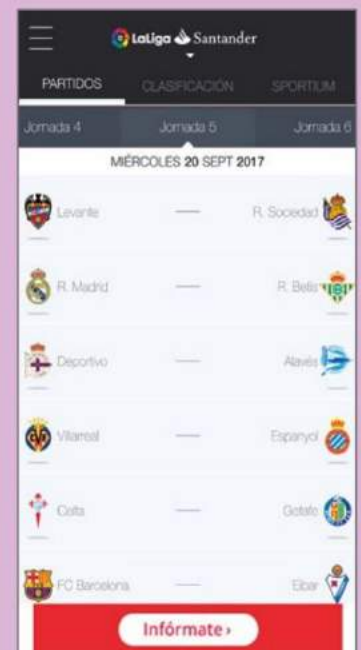 LaLiga Santander
PARTIDOS CLASIFICACIÓN SPORTIUM
Jornada 4 Jornada 5 Jornada 6
MIÉRCOLES 20 SEPT 2017
Levante — R. Sociedad
R. Madrid — R. Betis
Deportivo — Alavés
Villarreal — Espanyol
Celta — Getafe
FC Barcelona — Eibar
Infórmate ›